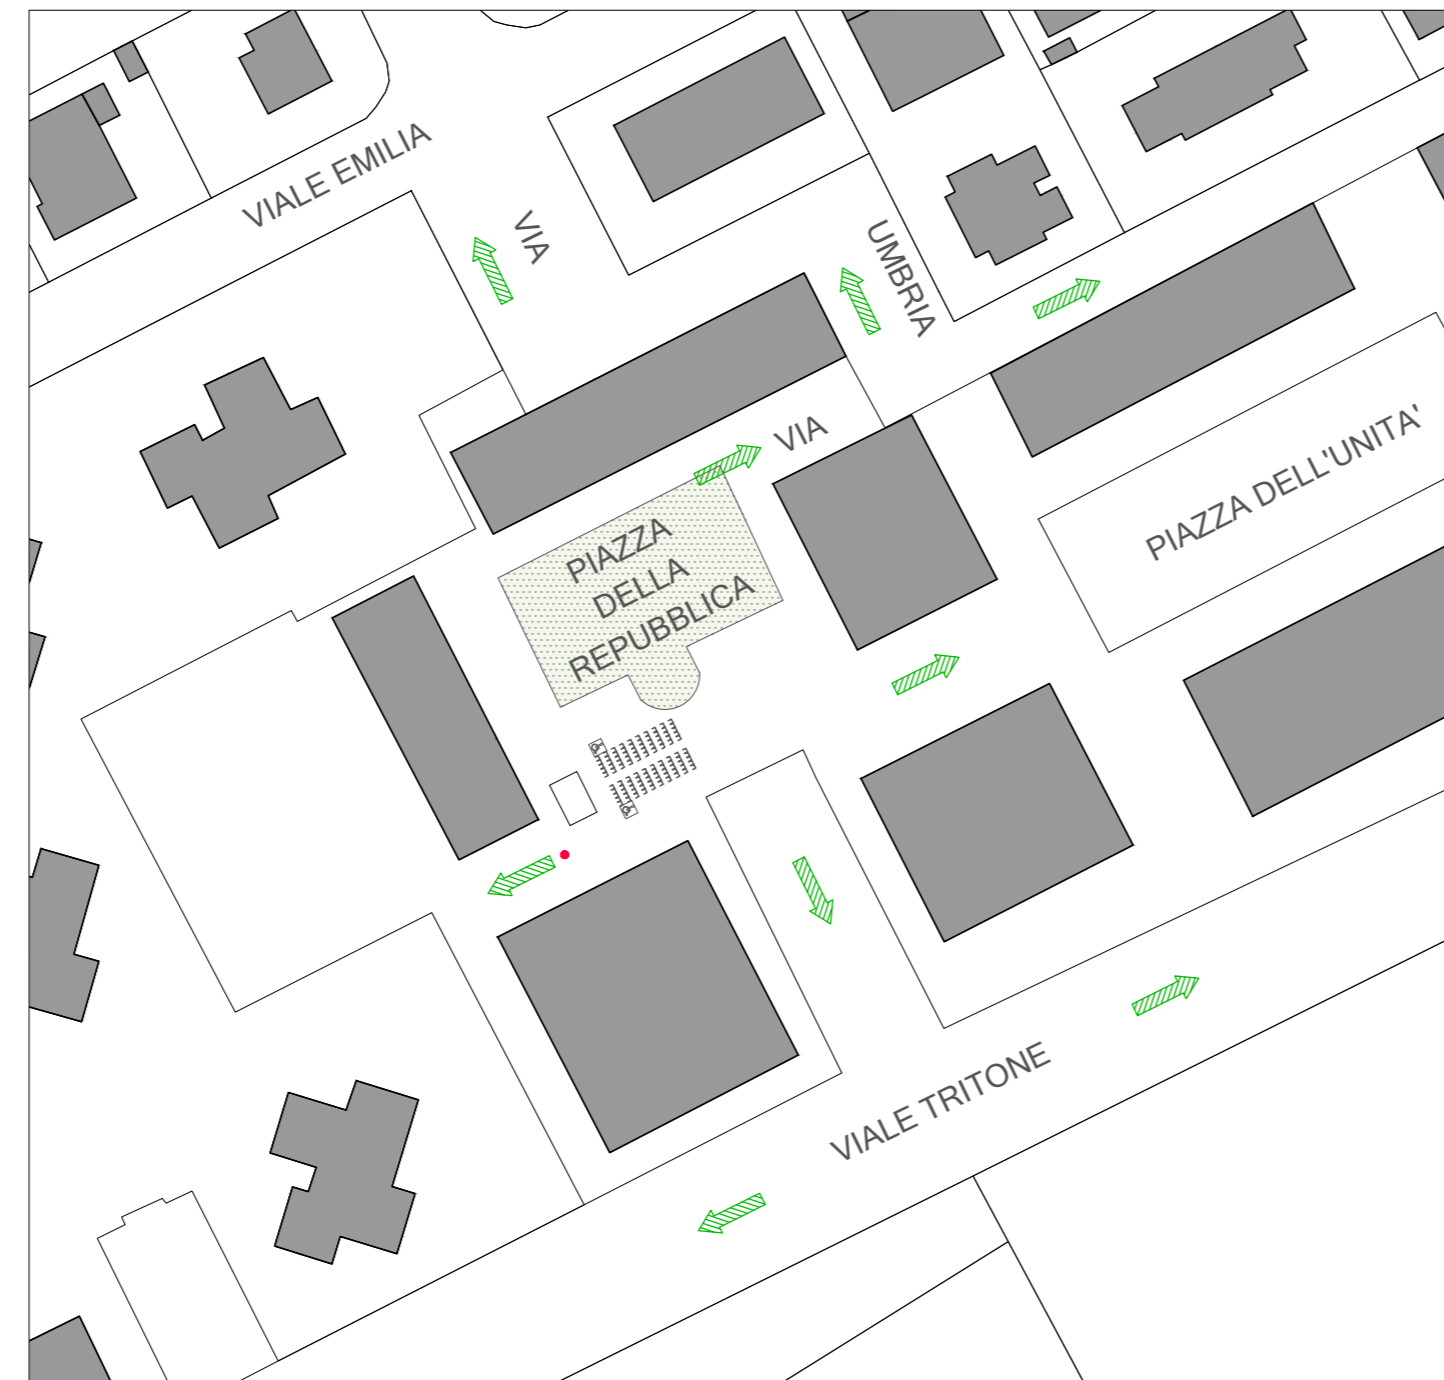 VIALE EMILIA
VIA
UMBRIA
VIA
PIAZZA DELL'UNITA'
PIAZZA
DELLA
REPUBBLICA
VIALE TRITONE